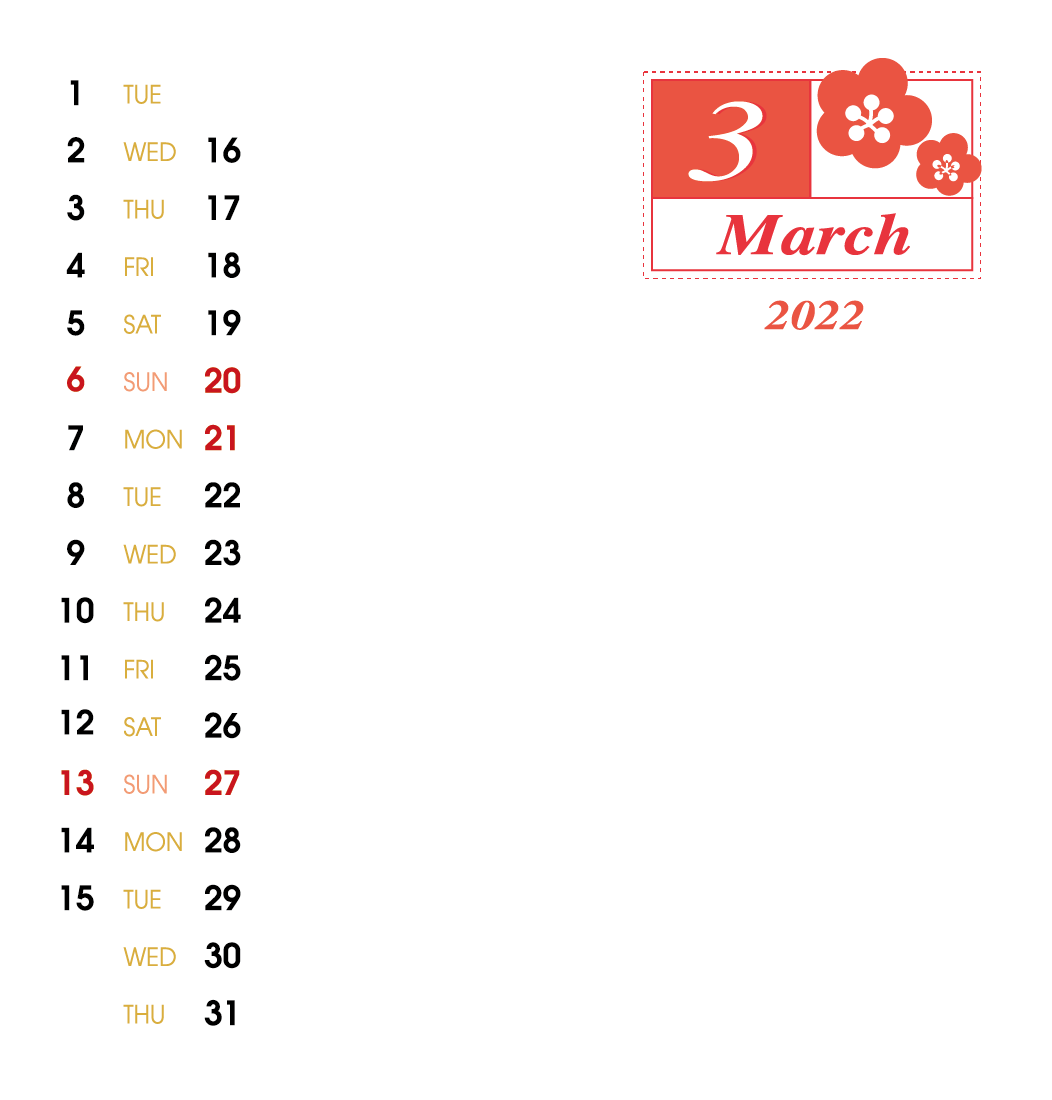 1 TUE
2 WED 16
3 THU 17
4 FRI 18
5 SAT 19
6 SUN 20
7 MON 21
8 TUE 22
9 WED 23
10 THU 24
11 FRI 25
12 SAT 26
13 SUN 27
14 MON 28
15 TUE 29
WED 30
THU 31
3
March
2022